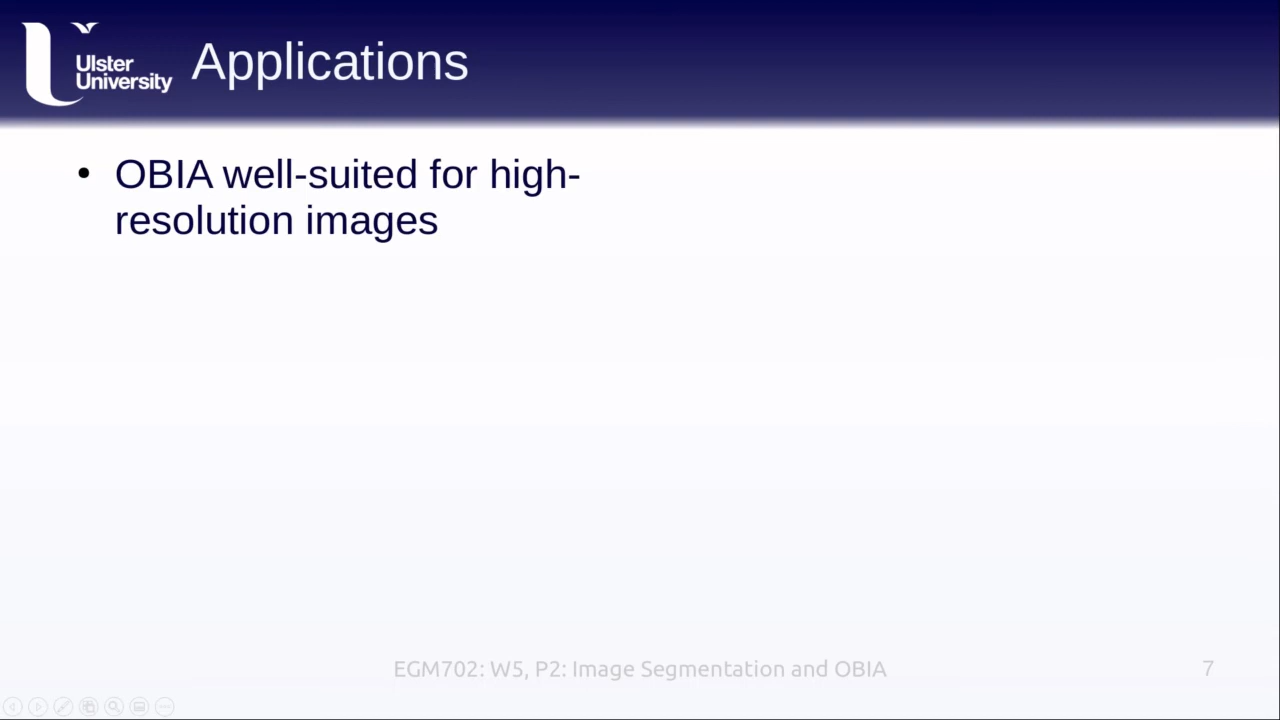 Ulster
University
Applications
• OBIA well-suited for high-
resolution images
EGM702: W5, P2: Image Segmentation and OBIA
7